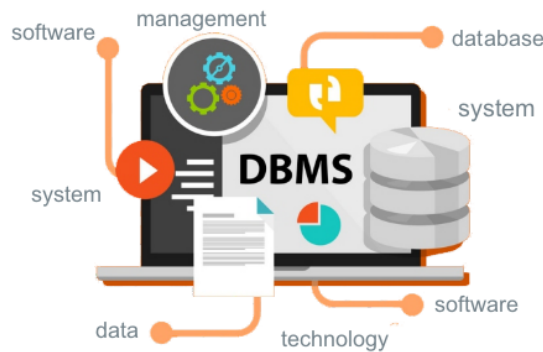 management
software
database
system
DBMS
system
software
data
technology